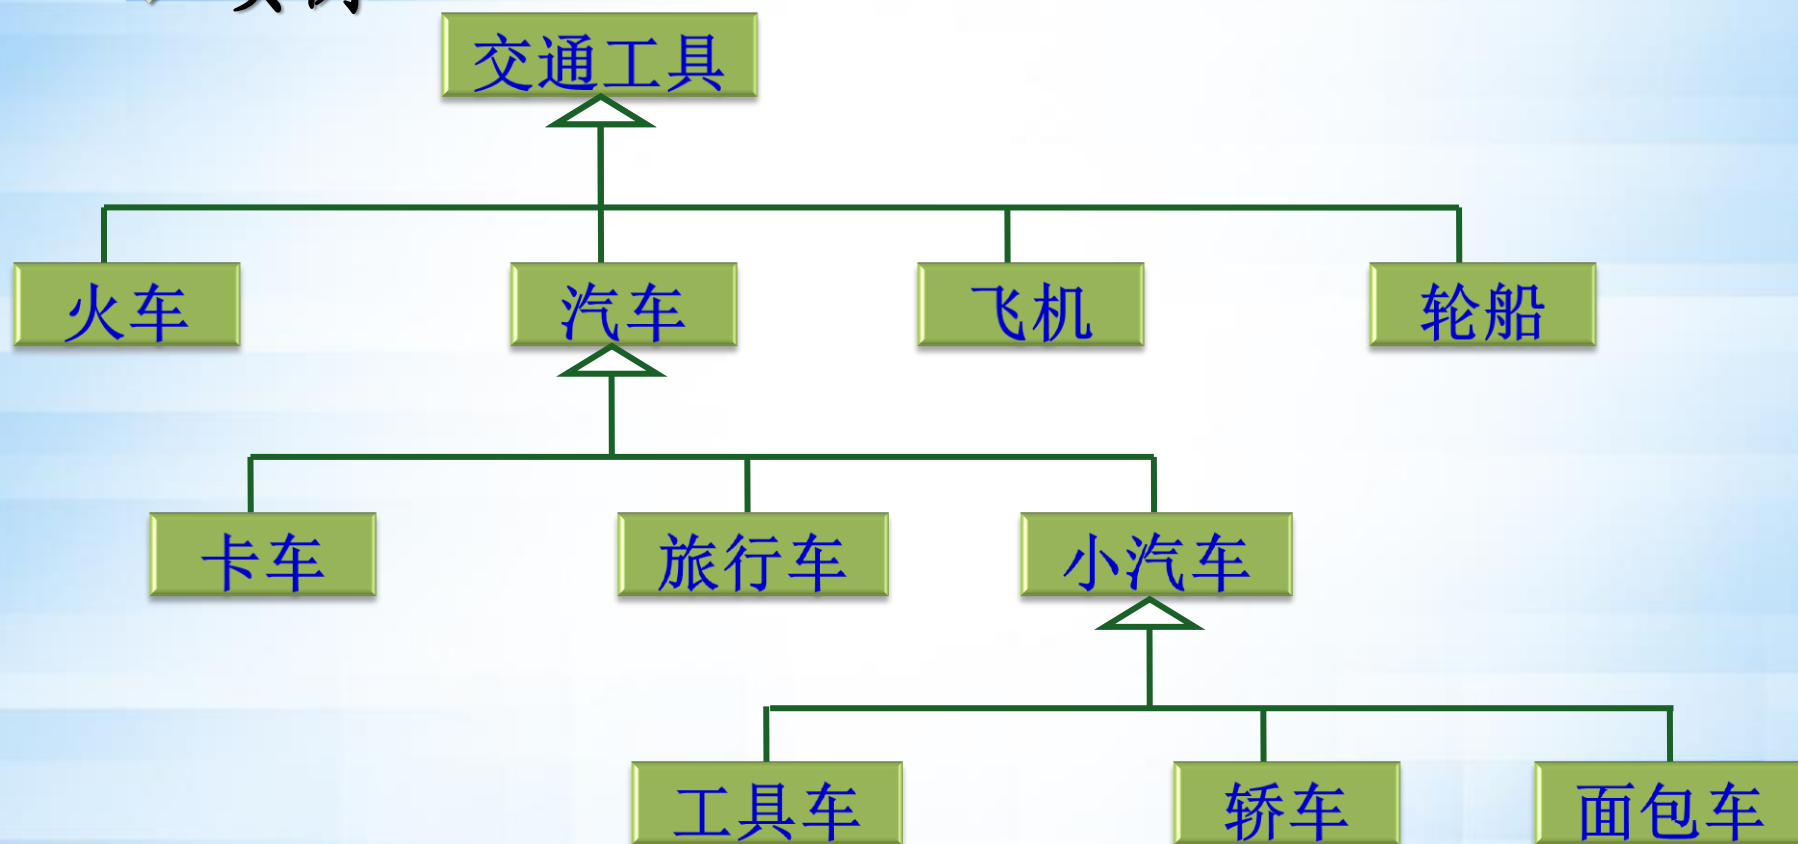 交通工具
火车 汽车 飞机 轮船
卡车 旅行车 小汽车
工具车 轿车 面包车